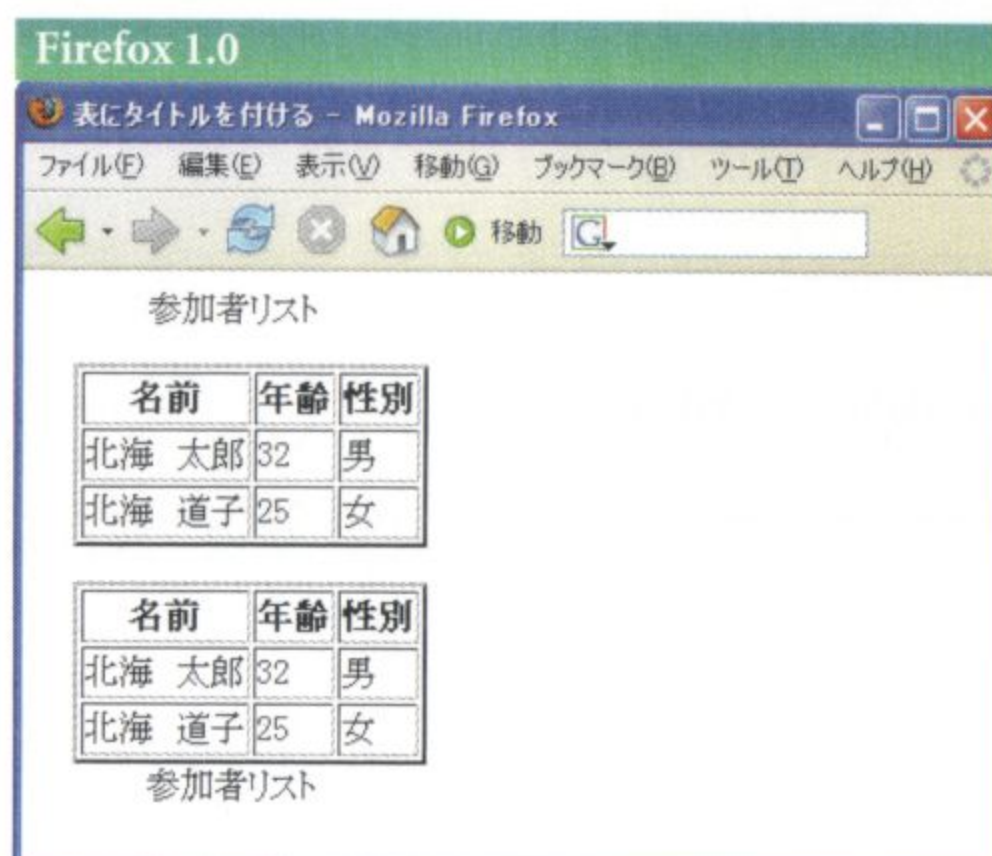 Firefox 1.0
表にタイトルを付ける - Mozilla Firefox
ファイル(F) 編集(E) 表示(V) 移動(G) ブックマーク(B) ツール(T) ヘルプ(H)
移動 G
参加者リスト
名前 年齢 性別
北海 太郎 32 男
北海 道子 25 女
名前 年齢 性別
北海 太郎 32 男
北海 道子 25 女
参加者リスト